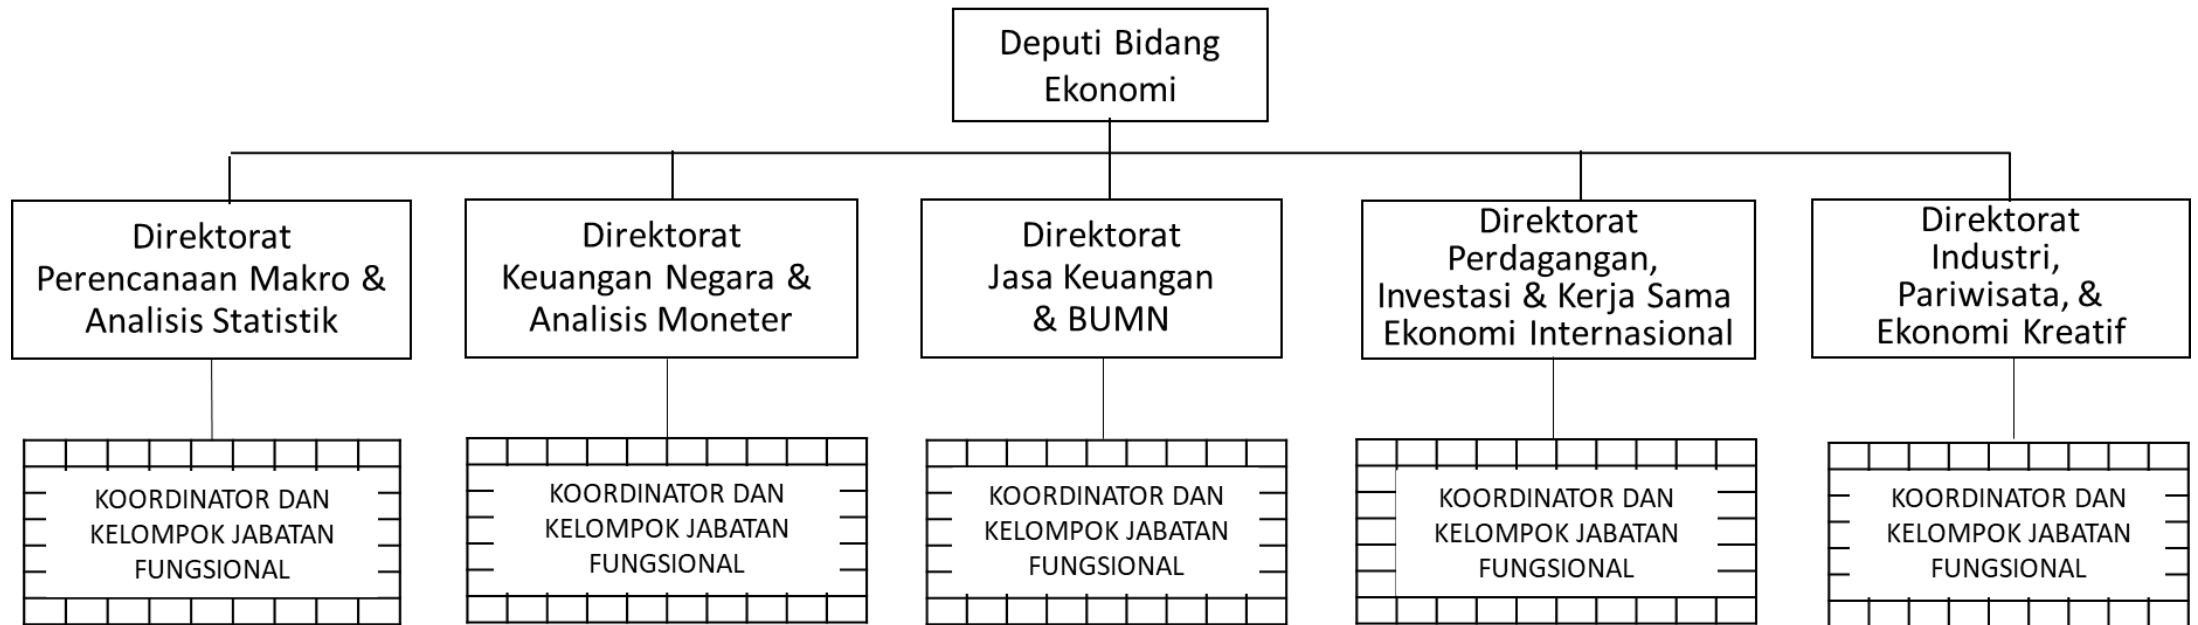 Deputi Bidang
Ekonomi
Direktorat
Perencanaan Makro &
Analisis Statistik
Direktorat
Keuangan Negara &
Analisis Moneter
Direktorat
Jasa Keuangan
& BUMN
Direktorat
Perdagangan,
Investasi & Kerja Sama
Ekonomi Internasional
Direktorat
Industri,
Pariwisata, &
Ekonomi Kreatif
KOORDINATOR DAN
KELOMPOK JABATAN
FUNGSIONAL
KOORDINATOR DAN
KELOMPOK JABATAN
FUNGSIONAL
KOORDINATOR DAN
KELOMPOK JABATAN
FUNGSIONAL
KOORDINATOR DAN
KELOMPOK JABATAN
FUNGSIONAL
KOORDINATOR DAN
KELOMPOK JABATAN
FUNGSIONAL